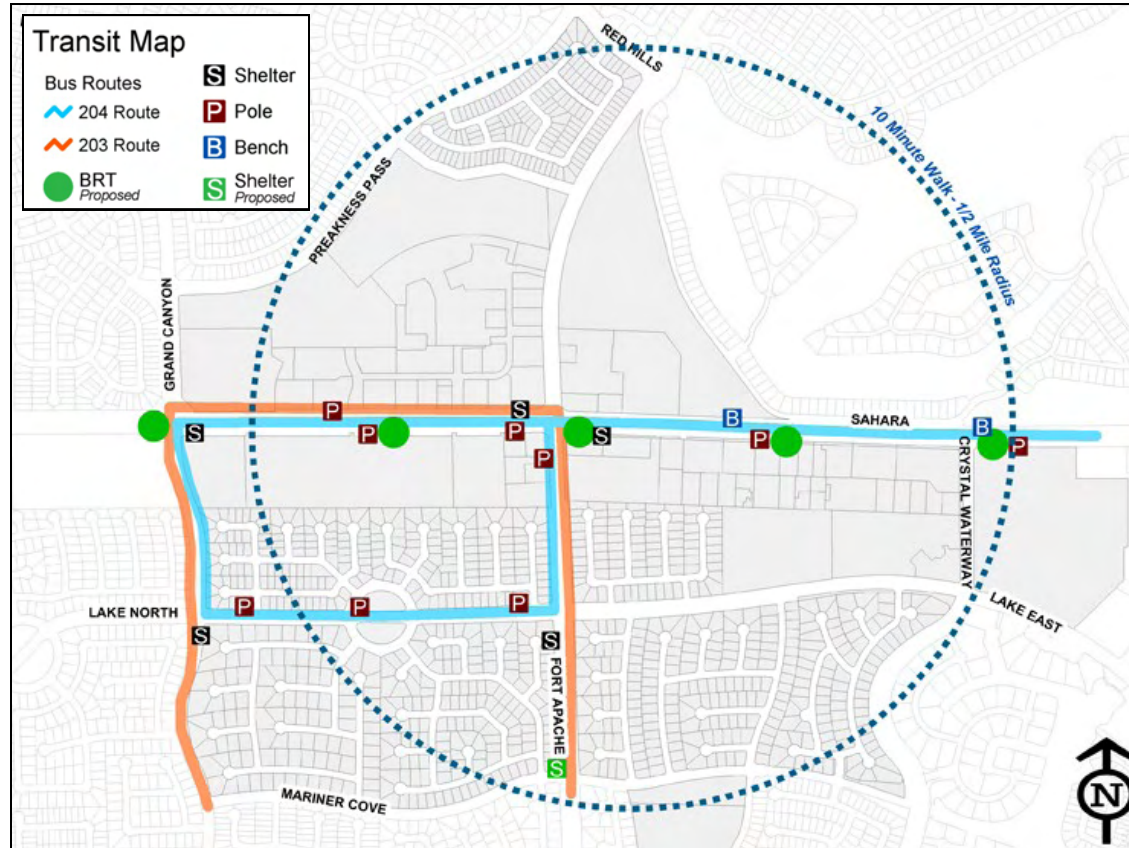 Transit Map
Bus Routes
204 Route
203 Route
BRT
Proposed
S Shelter
P Pole
B Bench
S Shelter
Proposed
RED HILLS
10 Minute Walk - 1/2 Mile Radius
PREAKNESS PASS
GRAND CANYON
P
S
B
SAHARA
B
S
P
P
S
P
P
P
CRYSTAL WATERWAY
LAKE NORTH
P
P
P
LAKE EAST
S
S
FORT APACHE
S
MARINER COVE
N